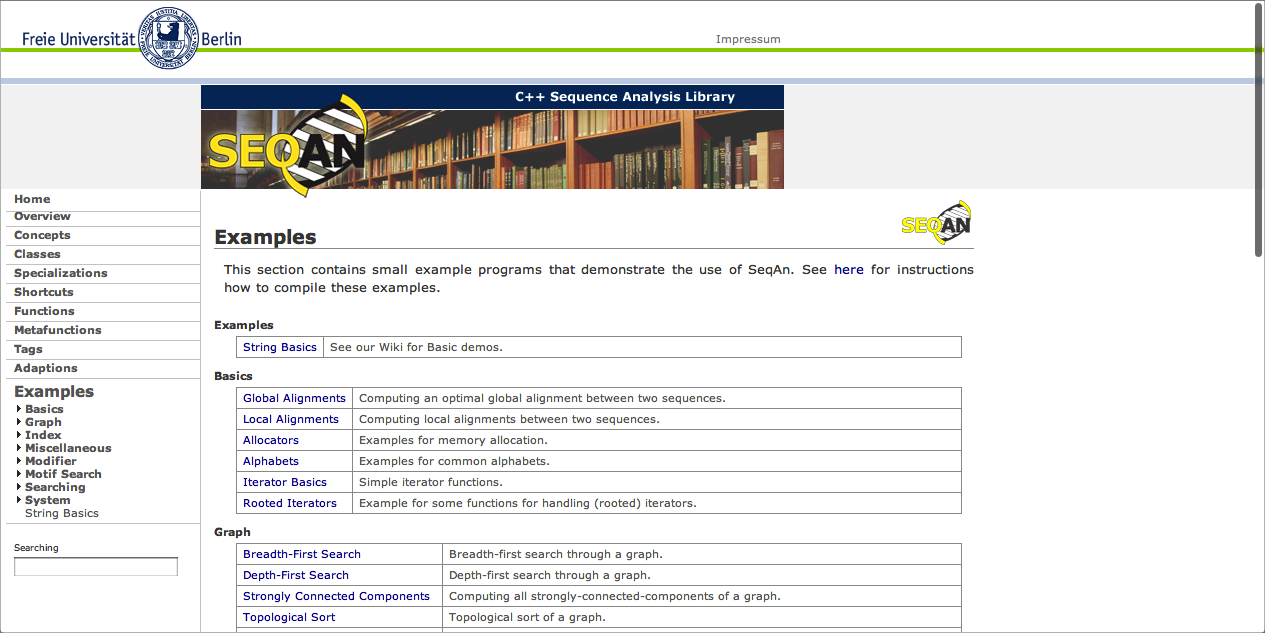 Freie Universität Berlin
Impressum
C++ Sequence Analysis Library
SEQAN
Home
Overview
Concepts
Classes
Specializations
Shortcuts
Functions
Metafunctions
Tags
Adaptions
Examples
Basics
Graph
Index
Miscellaneous
Modifier
Motif Search
Searching
System
String Basics
Searching
SEQAN
Examples
This section contains small example programs that demonstrate the use of SeqAn. See here for instructions
how to compile these examples.
Examples
String Basics See our Wiki for Basic demos.
Basics
Global Alignments Computing an optimal global alignment between two sequences.
Local Alignments Computing local alignments between two sequences.
Allocators Examples for memory allocation.
Alphabets Examples for common alphabets.
Iterator Basics Simple iterator functions.
Rooted Iterators Example for some functions for handling (rooted) iterators.
Graph
Breadth-First Search Breadth-first search through a graph.
Depth-First Search Depth-first search through a graph.
Strongly Connected Components Computing all strongly-connected-components of a graph.
Topological Sort Topological sort of a graph.